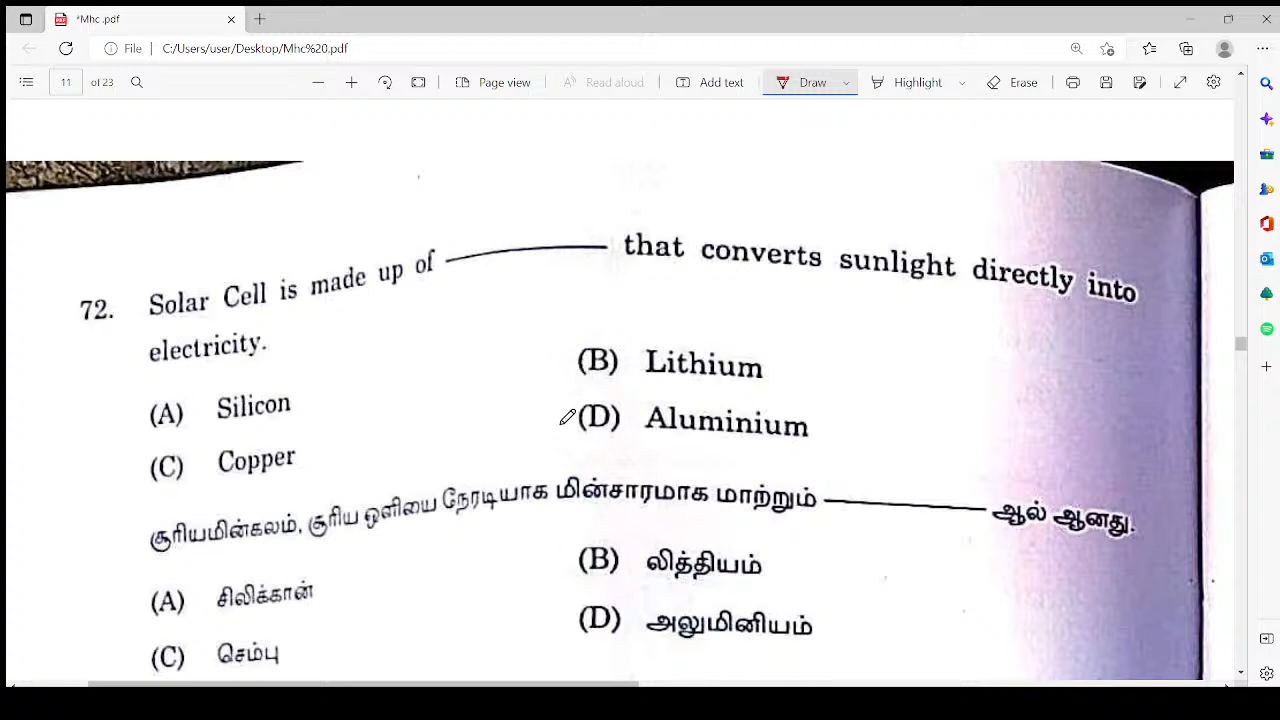 *Mhc .pdf
File | C:/Users/user/Desktop/Mhc%20.pdf
11 of 23 Page view Read aloud Add text Draw Highlight Erase
72. Solar Cell is made up of ________ that converts sunlight directly into
electricity.
(A) Silicon (B) Lithium
(C) Copper (D) Aluminium
சூரியமின்கலம், சூரிய ஒளியை நேரடியாக மின்சாரமாக மாற்றும் ________ ஆல் ஆனது.
(A) சிலிக்கான் (B) லித்தியம்
(C) செம்பு (D) அலுமினியம்